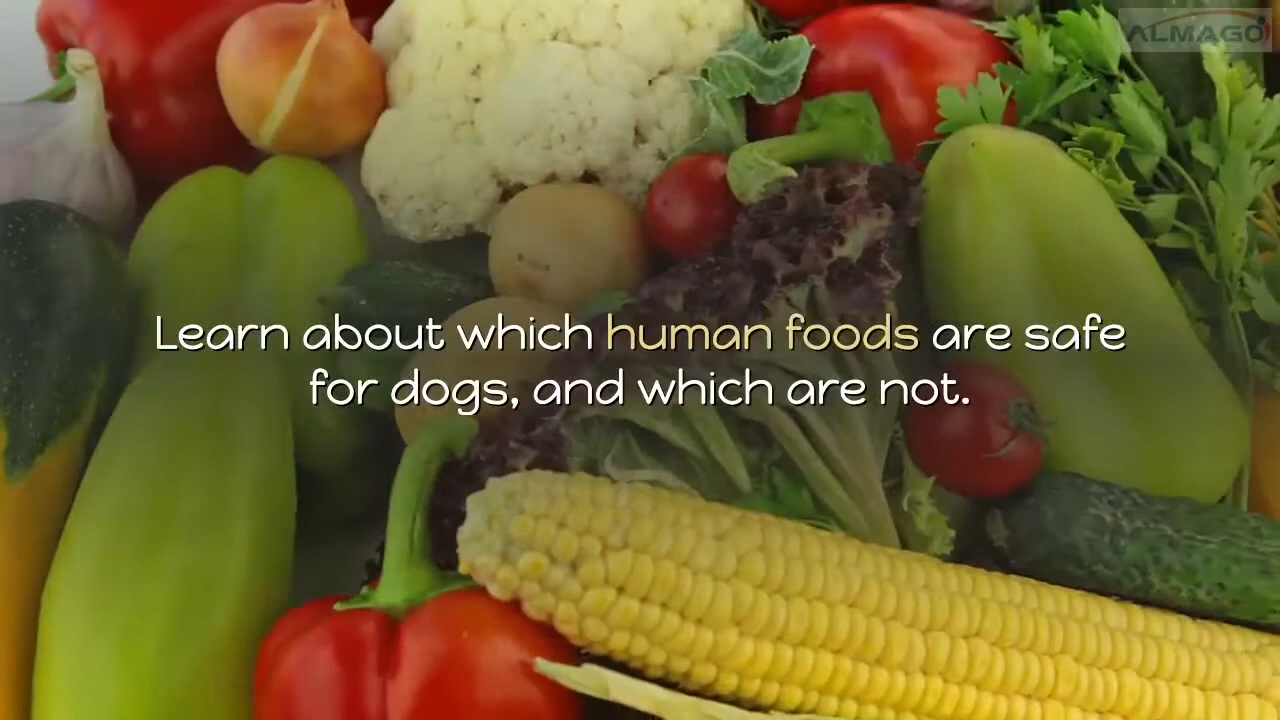 ALMAGO
Learn about which human foods are safe
for dogs, and which are not.